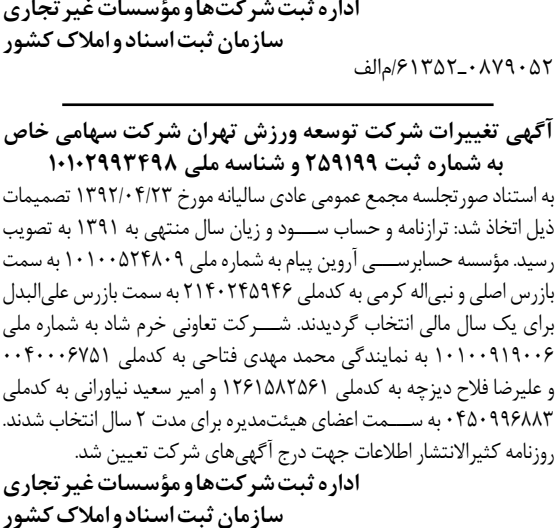 اداره ثبت شرکت‌ها و مؤسسات غیر تجاری
سازمان ثبت اسناد و املاک کشور
۶۱۳۵۲ـ۰۸۷۹۰۵۲/م‌الف
آگهی تغییرات شرکت توسعه ورزش تهران شرکت سهامی خاص
به شماره ثبت ۲۵۹۱۹۹ و شناسه ملی ۱۰۱۰۲۹۹۳۴۹۸
به استناد صورتجلسه مجمع عمومی عادی سالیانه مورخ ۱۳۹۲/۰۴/۲۳ تصمیمات
ذیل اتخاذ شد: ترازنامه و حساب ســـود و زیان سال منتهی به ۱۳۹۱ به تصویب
رسید. مؤسسه حسابرســـی آروین پیام به شماره ملی ۱۰۱۰۰۵۲۴۸۰۹ به سمت
بازرس اصلی و نبی‌اله کرمی به کدملی ۲۱۴۰۲۴۵۹۴۶ به سمت بازرس علی‌البدل
برای یک سال مالی انتخاب گردیدند. شـــرکت تعاونی خرم شاد به شماره ملی
۱۰۱۰۰۹۱۹۰۰۶ به نمایندگی محمد مهدی فتاحی به کدملی ۰۰۴۰۰۰۶۷۵۱
و علیرضا فلاح دیزچه به کدملی ۱۲۶۱۵۸۲۵۶۱ و امیر سعید نیاورانی به کدملی
۰۴۵۰۹۹۶۸۸۳ به ســـمت اعضای هیئت‌مدیره برای مدت ۲ سال انتخاب شدند.
روزنامه کثیرالانتشار اطلاعات جهت درج آگهی‌های شرکت تعیین شد.
اداره ثبت شرکت‌ها و مؤسسات غیر تجاری
سازمان ثبت اسناد و املاک کشور